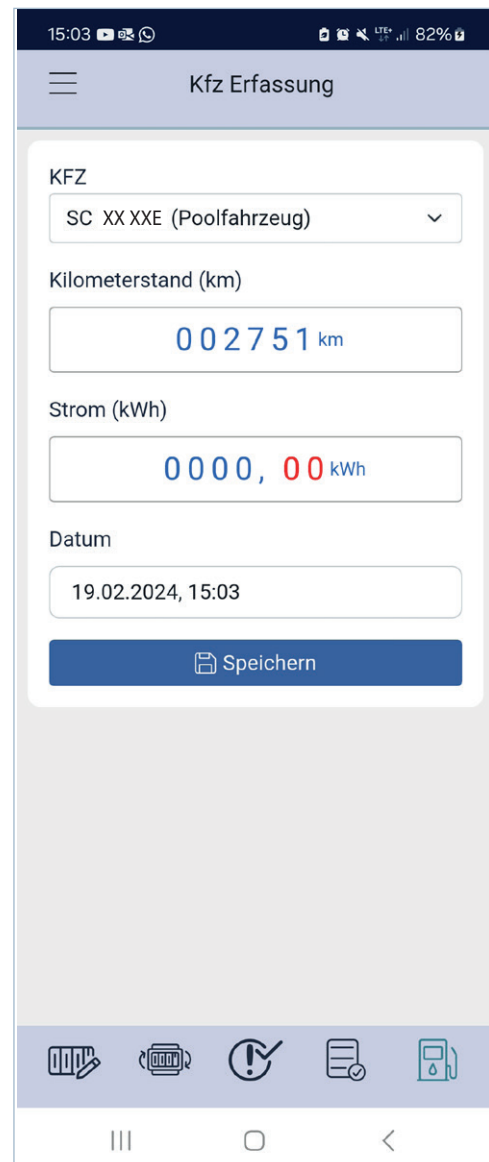 15:03 LTE+ 82%
Kfz Erfassung
KFZ
SC XX XXE (Poolfahrzeug)
Kilometerstand (km)
002751 km
Strom (kWh)
0000,00 kWh
Datum
19.02.2024, 15:03
Speichern